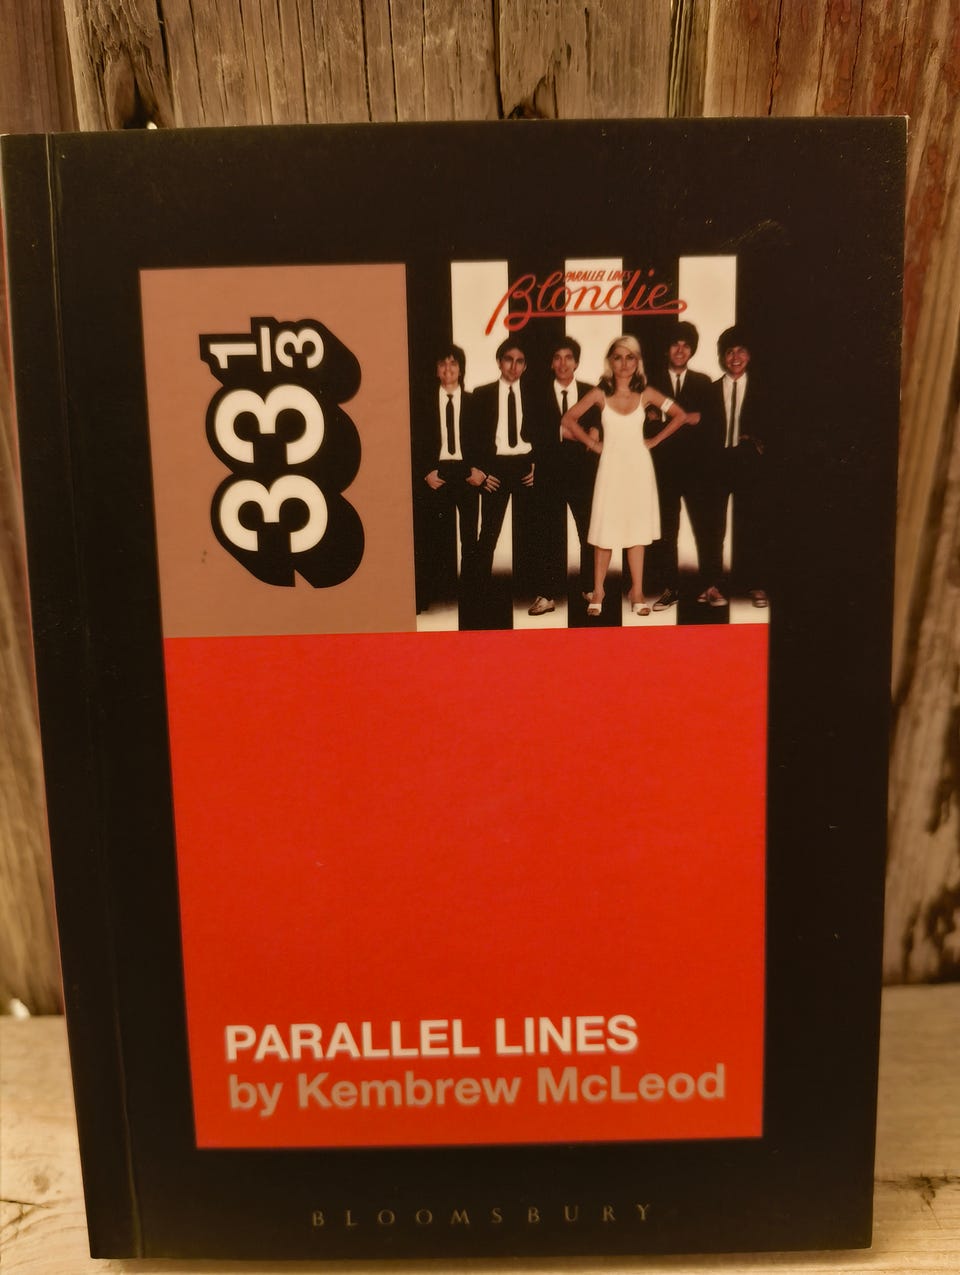 33 1/3
PARALLEL LINES
Blondie
PARALLEL LINES
by Kembrew McLeod
BLOOMSBURY